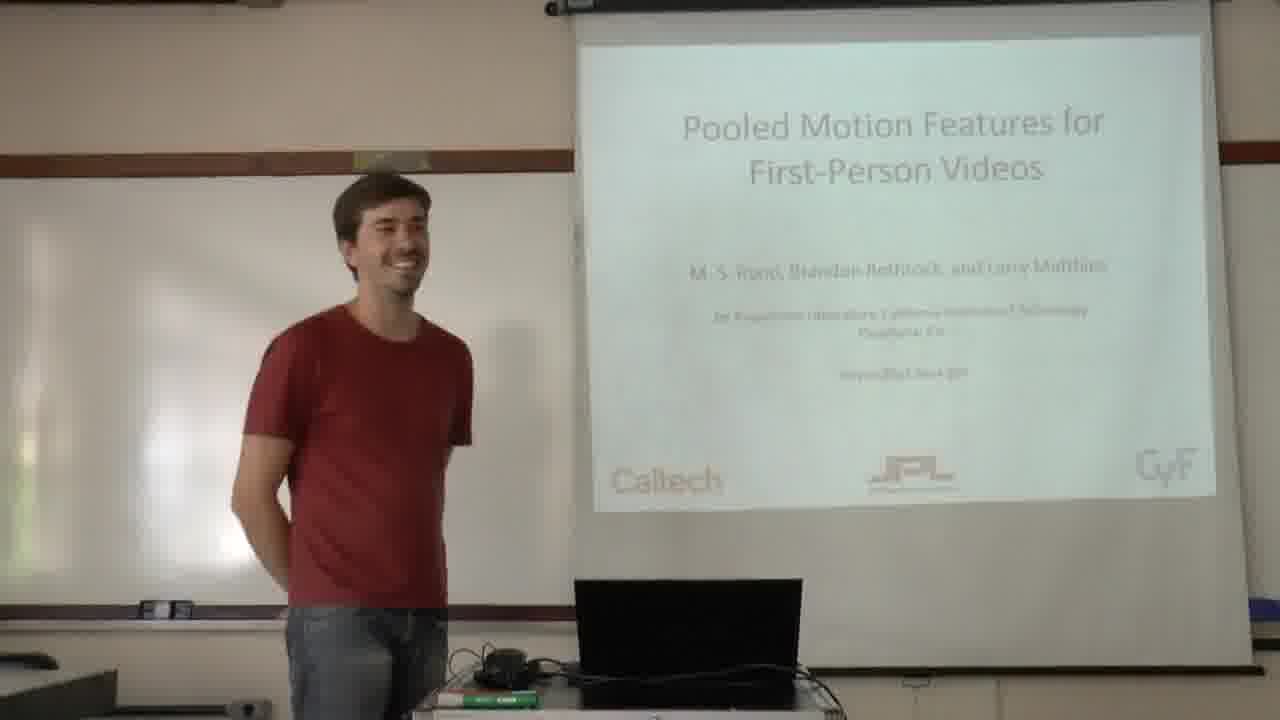 Pooled Motion Features for
First-Person Videos
M. S. Ryoo, Brandon Rothrock, and Larry Matthies
Jet Propulsion Laboratory, California Institute of Technology
Pasadena, CA
Caltech
JPL
CyF